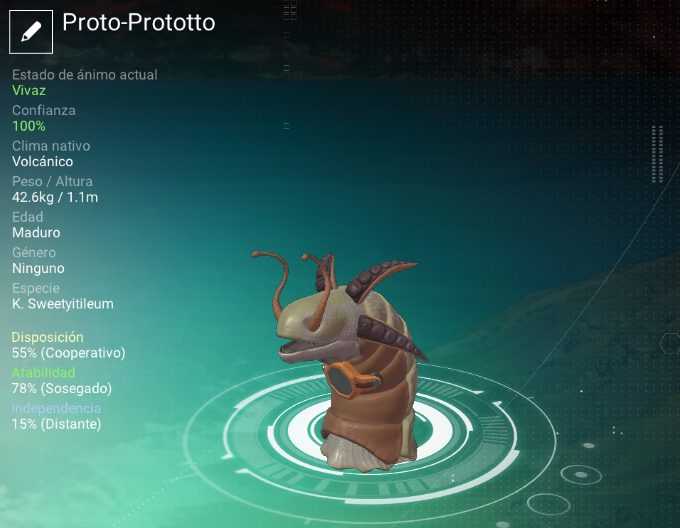 Proto-Prototto
Estado de ánimo actual
Vivaz
Confianza
100%
Clima nativo
Volcánico
Peso / Altura
42.6kg / 1.1m
Edad
Maduro
Género
Ninguno
Especie
K. Sweetyitileum
Disposición
55% (Cooperativo)
Afabilidad
78% (Sosegado)
Independencia
15% (Distante)